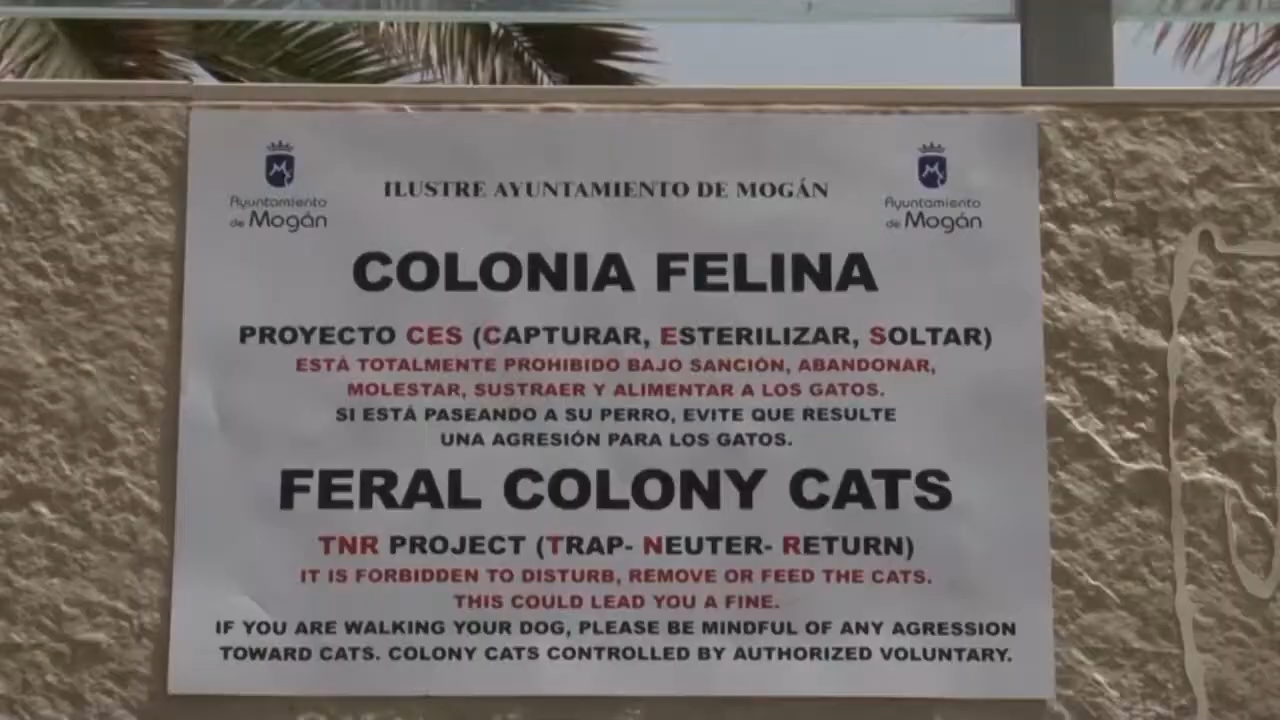 Ayuntamiento
de Mogán
ILUSTRE AYUNTAMIENTO DE MOGÁN
Ayuntamiento
de Mogán
COLONIA FELINA
PROYECTO CES (CAPTURAR, ESTERILIZAR, SOLTAR)
ESTÁ TOTALMENTE PROHIBIDO BAJO SANCIÓN, ABANDONAR,
MOLESTAR, SUSTRAER Y ALIMENTAR A LOS GATOS.
SI ESTÁ PASEANDO A SU PERRO, EVITE QUE RESULTE
UNA AGRESIÓN PARA LOS GATOS.
FERAL COLONY CATS
TNR PROJECT (TRAP- NEUTER- RETURN)
IT IS FORBIDDEN TO DISTURB, REMOVE OR FEED THE CATS.
THIS COULD LEAD YOU A FINE.
IF YOU ARE WALKING YOUR DOG, PLEASE BE MINDFUL OF ANY AGRESSION
TOWARD CATS. COLONY CATS CONTROLLED BY AUTHORIZED VOLUNTARY.